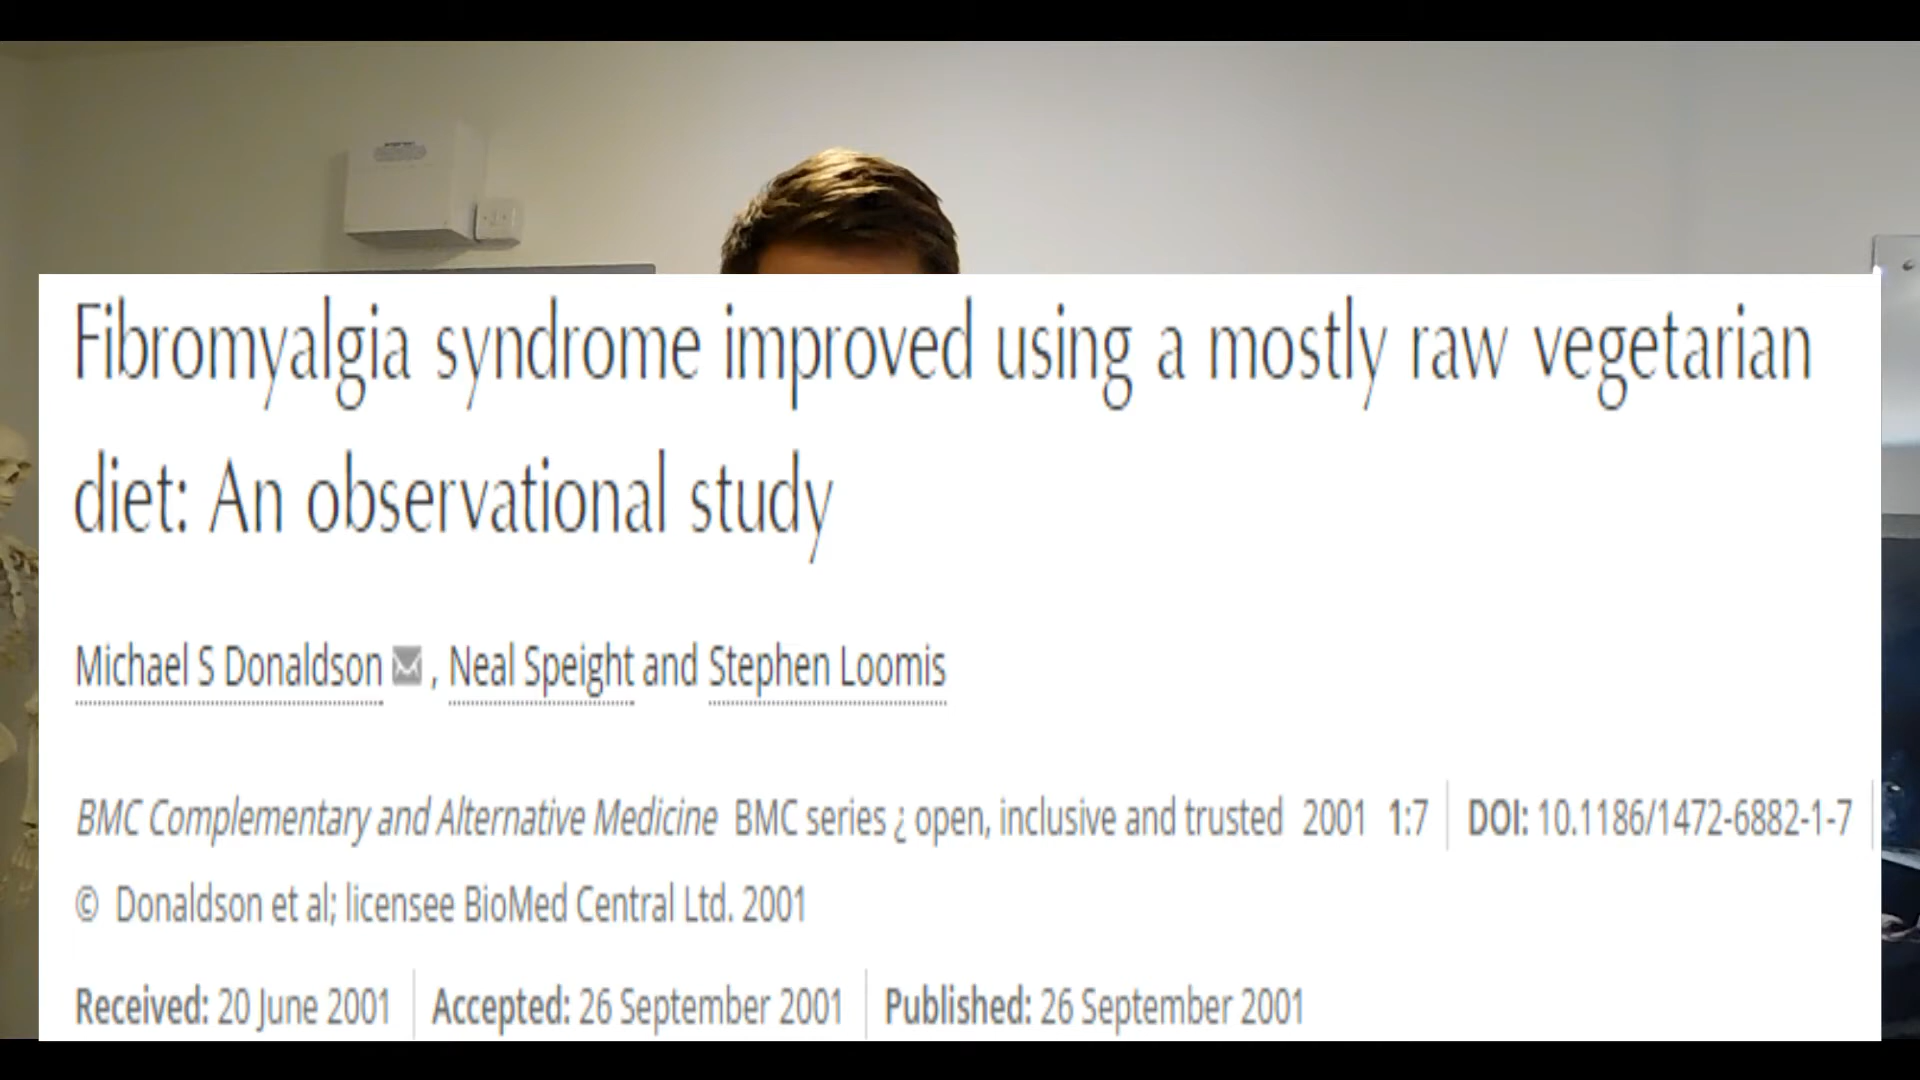 Fibromyalgia syndrome improved using a mostly raw vegetarian
diet: An observational study
Michael S Donaldson , Neal Speight and Stephen Loomis
BMC Complementary and Alternative Medicine BMC series ¿ open, inclusive and trusted 2001 1:7 DOI: 10.1186/1472-6882-1-7
© Donaldson et al; licensee BioMed Central Ltd. 2001
Received: 20 June 2001 Accepted: 26 September 2001 Published: 26 September 2001